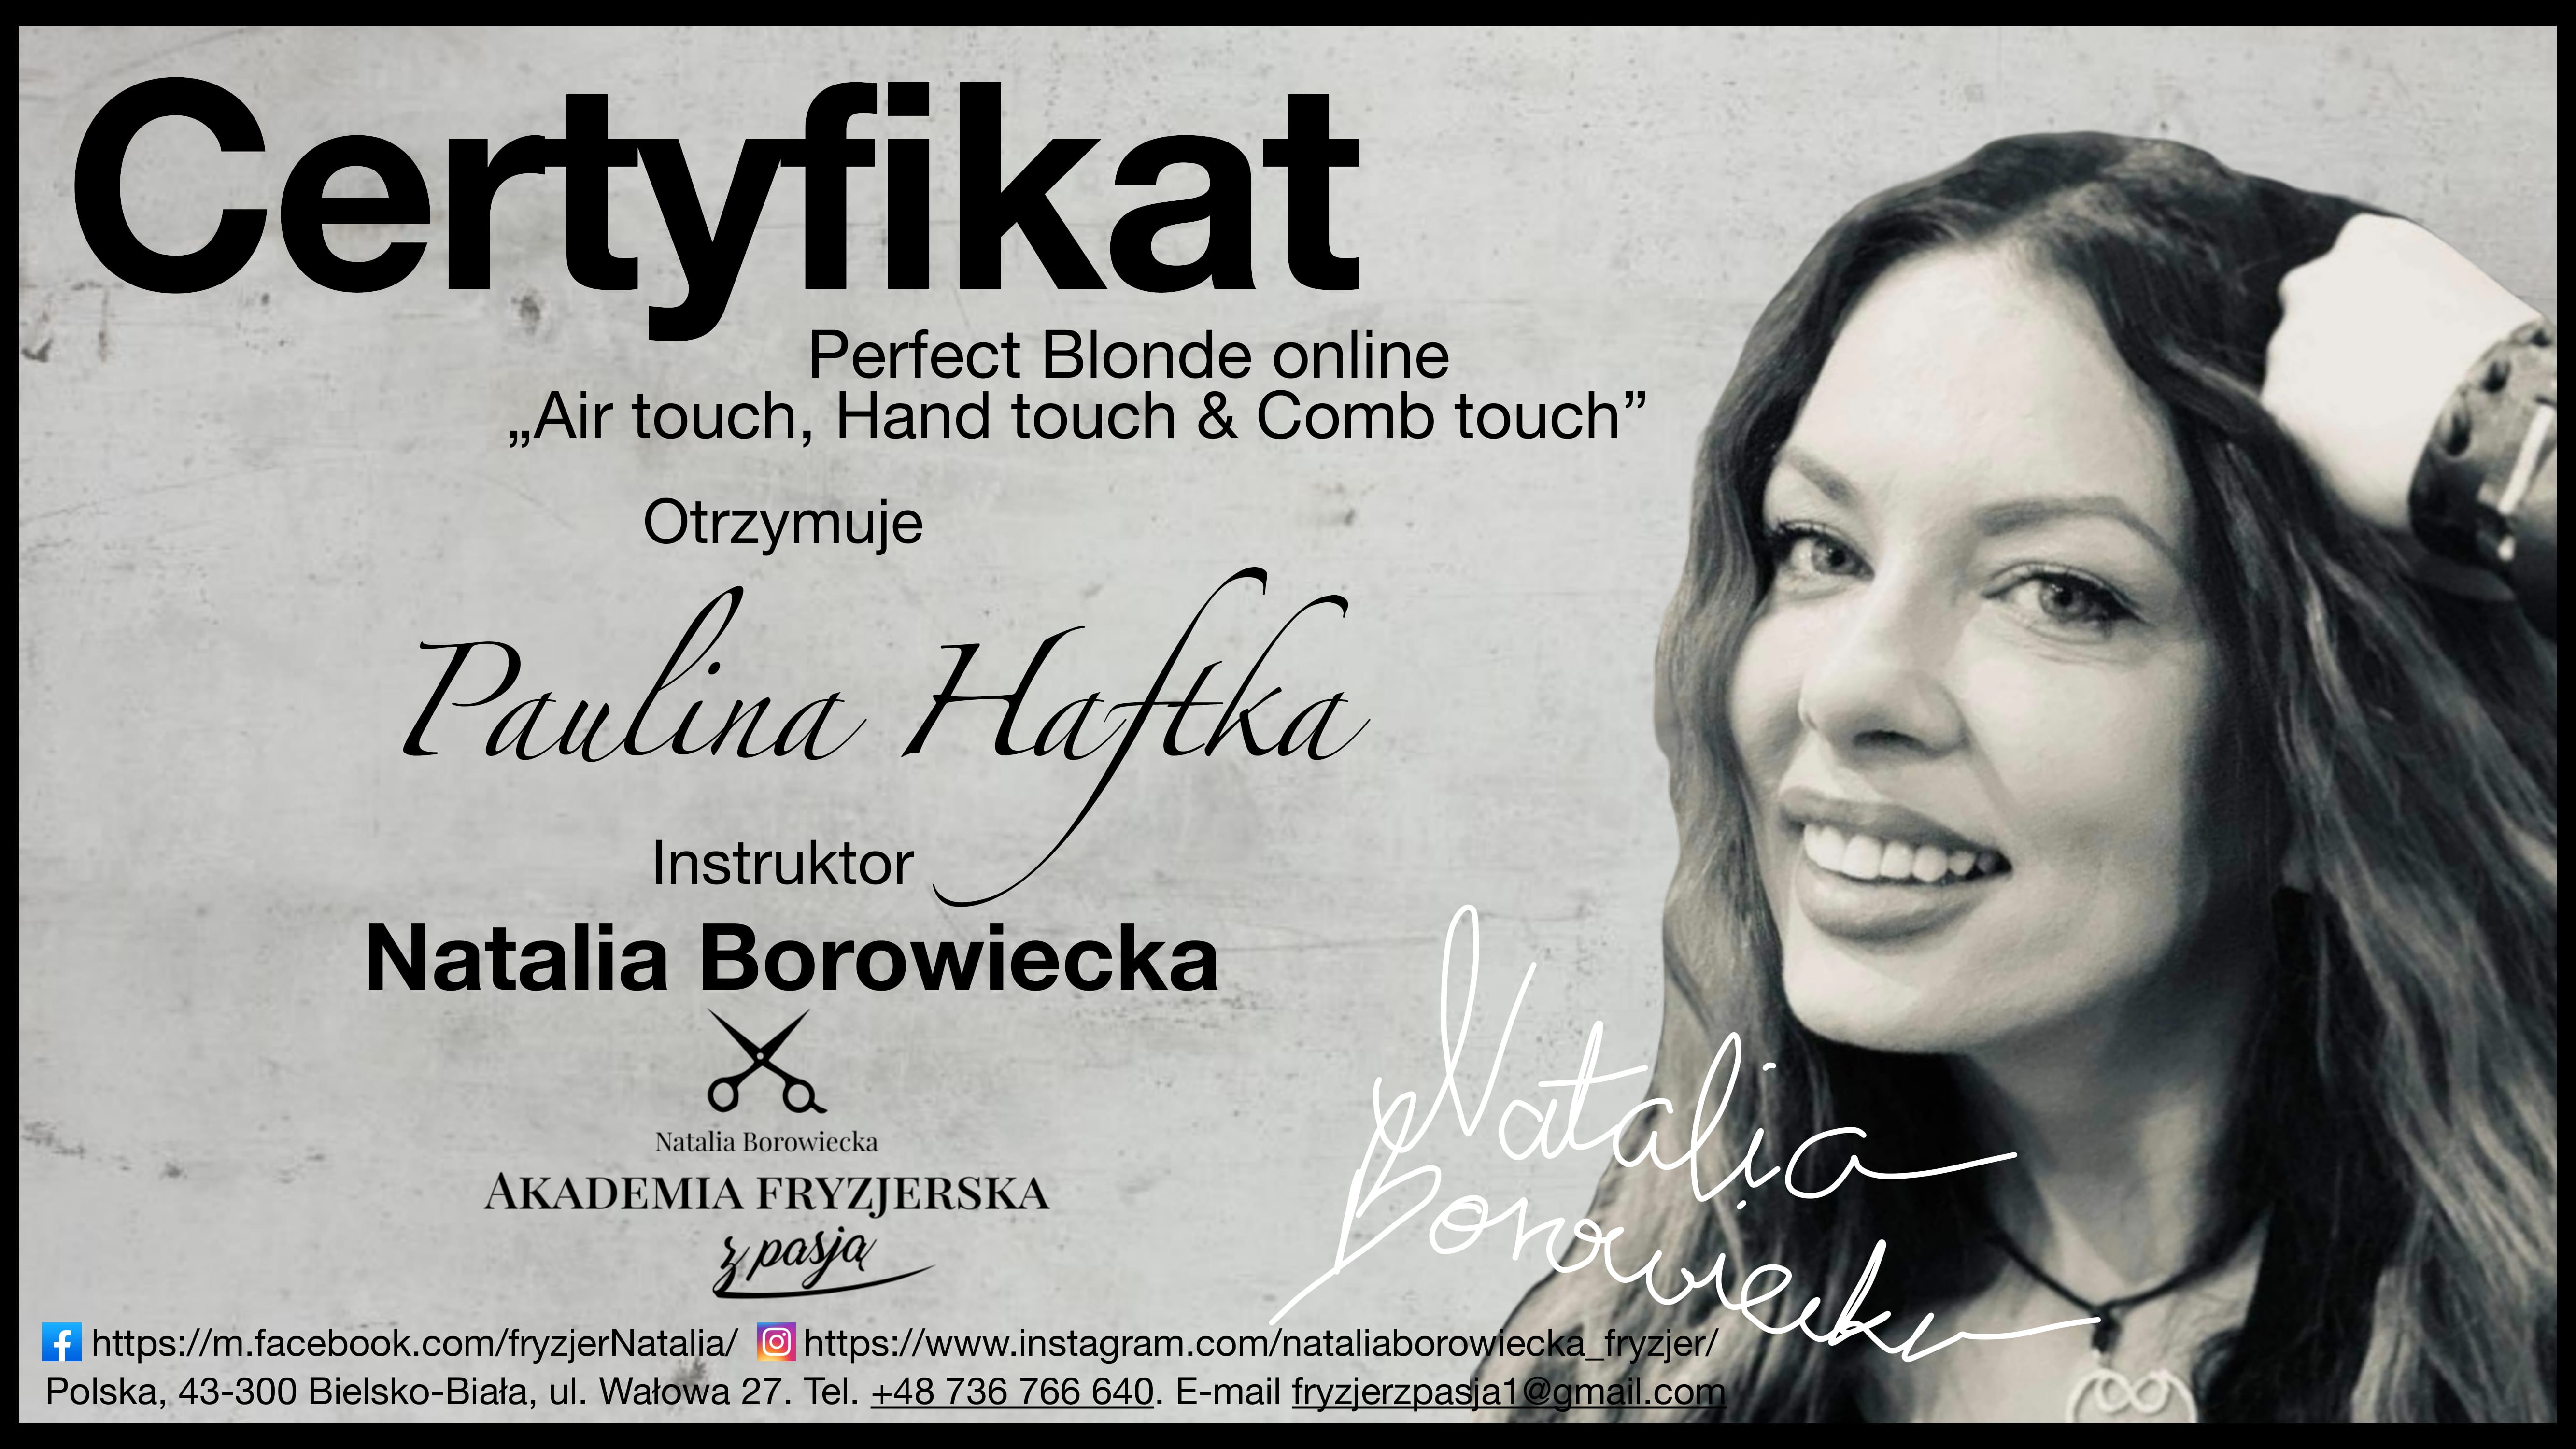 Certyfikat
Perfect Blonde online
„Air touch, Hand touch & Comb touch”
Otrzymuje
Paulina Haftka
Instruktor
Natalia Borowiecka
Natalia Borowiecka
AKADEMIA FRYZJERSKA
z pasją
Natalia
Borowiecka
https://m.facebook.com/fryzjerNatalia/ https://www.instagram.com/nataliaborowiecka_fryzjer/
Polska, 43-300 Bielsko-Biała, ul. Wałowa 27. Tel. +48 736 766 640. E-mail fryzjerzpasja1@gmail.com